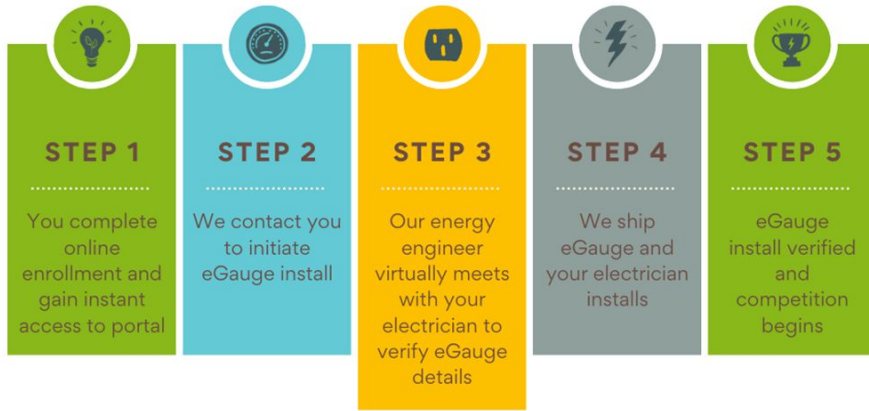 STEP 1
You complete
online
enrollment and
gain instant
access to portal
STEP 2
We contact you
to initiate
eGauge install
STEP 3
Our energy
engineer
virtually meets
with your
electrician to
verify eGauge
details
STEP 4
We ship
eGauge and
your electrician
installs
STEP 5
eGauge
install verified
and
competition
begins